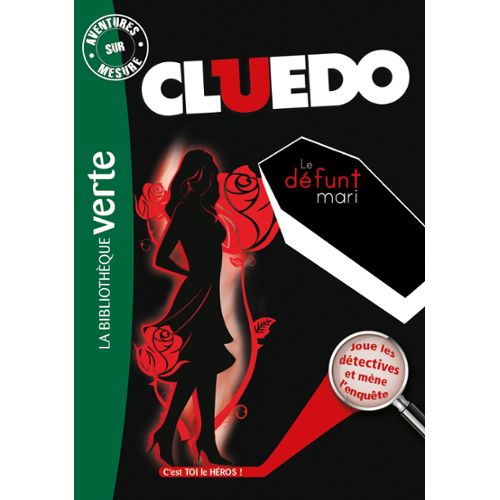 AVENTURES
SUR
MESURE
CLUEDO
LA BIBLIOTHÈQUE verte
Le
défunt
mari
Joue les
détectives
et mène
l'enquête
C'est TOI le HÉROS !